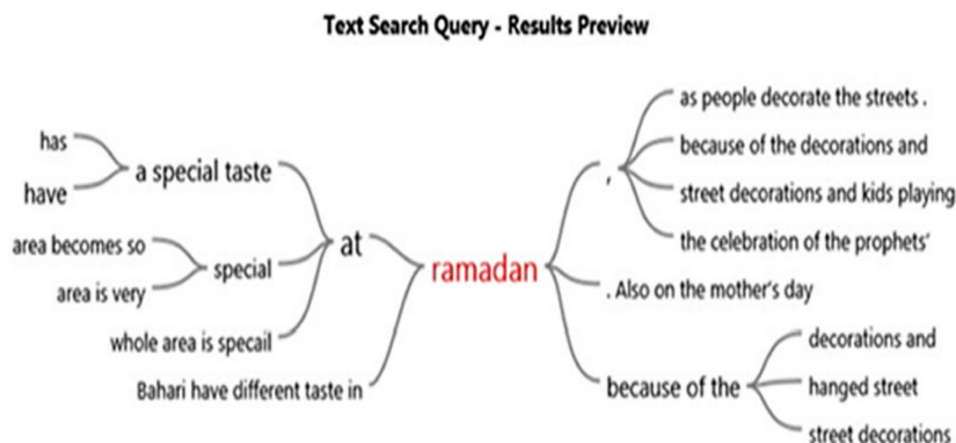 Text Search Query - Results Preview
has
have
a special taste
area becomes so
area is very
special
whole area is specail
at
Bahari have different taste in
ramadan
,
as people decorate the streets .
because of the decorations and
street decorations and kids playing
the celebration of the prophets'
. Also on the mother's day
because of the
decorations and
hanged street
street decorations